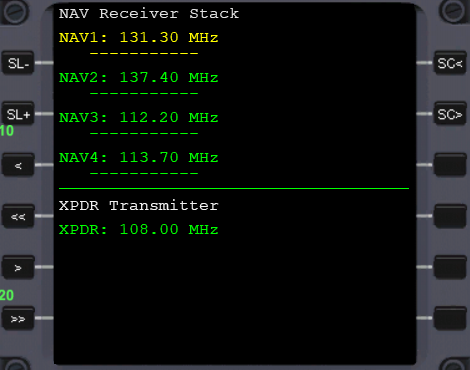 NAV Receiver Stack
NAV1: 131.30 MHz
-----------
SL-
SC<
NAV2: 137.40 MHz
-----------
SL+
SC>
NAV3: 112.20 MHz
10
-----------
NAV4: 113.70 MHz
<
-----------
XPDR Transmitter
<<
XPDR: 108.00 MHz
>
20
>>